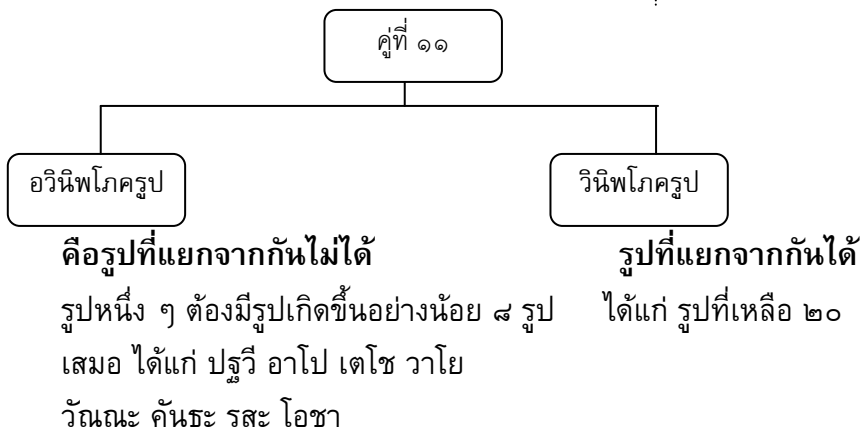 คู่ที่ ๑๑
อวินิพโภครูป
วินิพโภครูป
คือรูปที่แยกจากกันไม่ได้
รูปหนึ่ง ๆ ต้องมีรูปเกิดขึ้นอย่างน้อย ๘ รูป
เสมอ ได้แก่ ปฐวี อาโป เตโช วาโย
วัณณะ คันธะ รสะ โอชา
รูปที่แยกจากกันได้
ได้แก่ รูปที่เหลือ ๒๐